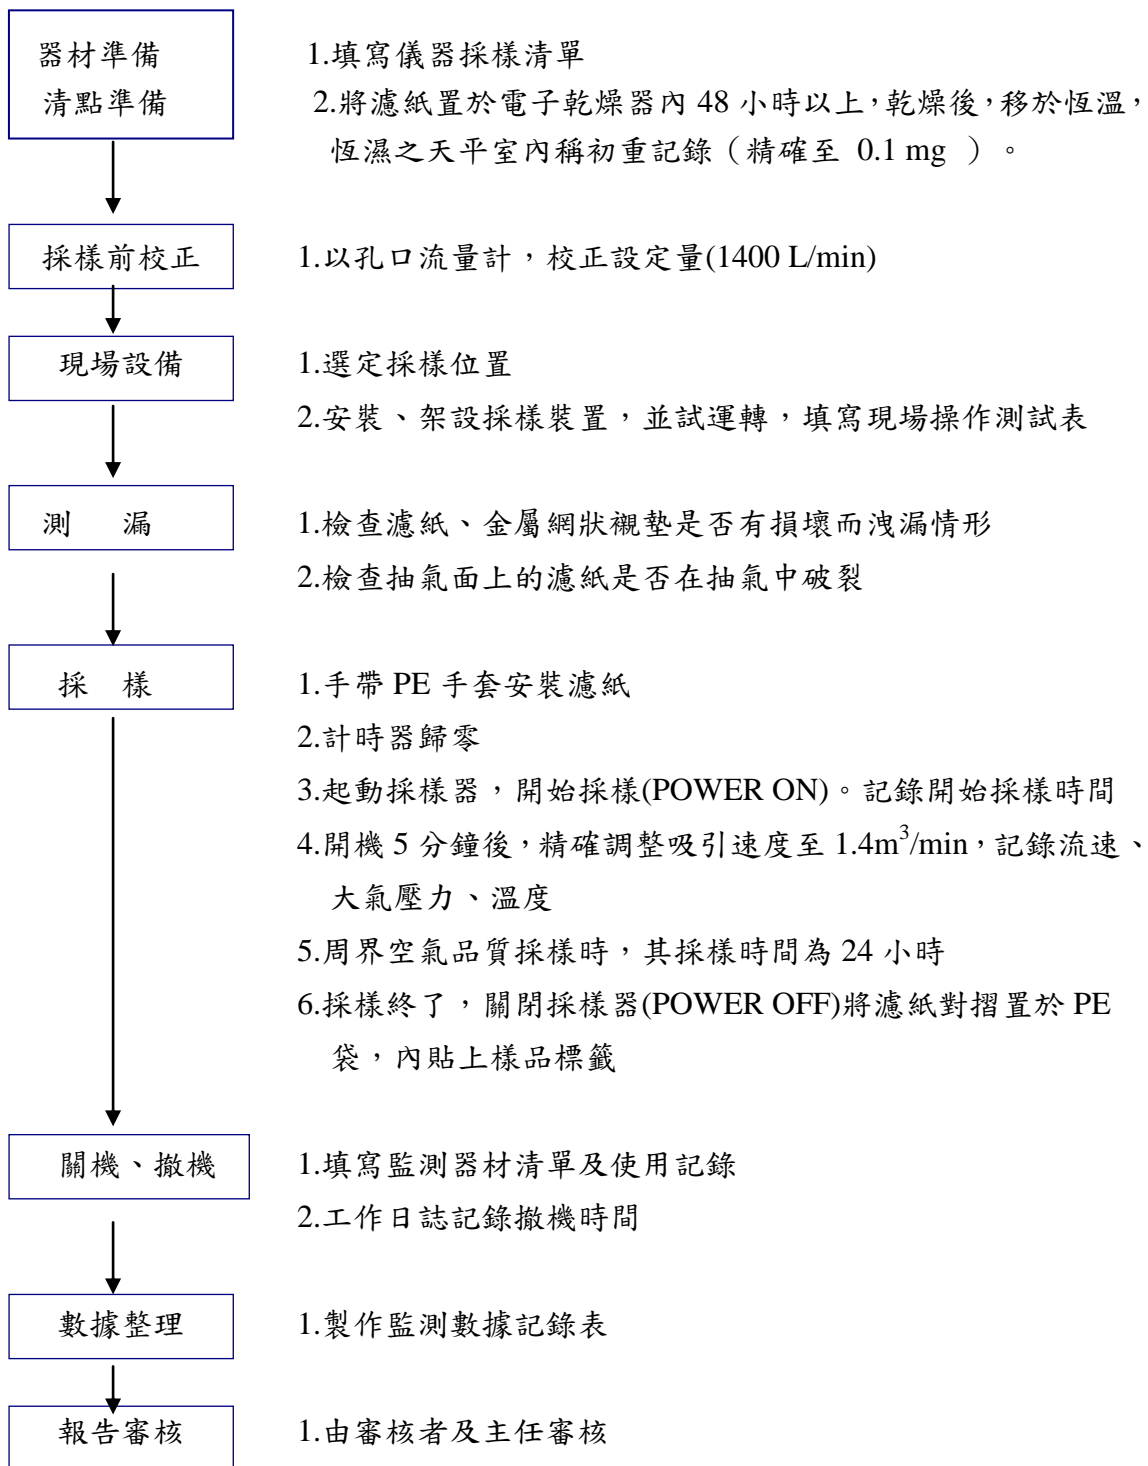 器材準備
清點準備
1.填寫儀器採樣清單
2.將濾紙置於電子乾燥器內 48 小時以上，乾燥後，移於恆溫，
恆濕之天平室內稱初重記錄（精確至 0.1 mg ）。
採樣前校正
1.以孔口流量計，校正設定量(1400 L/min)
現場設備
1.選定採樣位置
2.安裝、架設採樣裝置，並試運轉，填寫現場操作測試表
測 漏
1.檢查濾紙、金屬網狀襯墊是否有損壞而洩漏情形
2.檢查抽氣面上的濾紙是否在抽氣中破裂
採 樣
1.手帶 PE 手套安裝濾紙
2.計時器歸零
3.起動採樣器，開始採樣(POWER ON)。記錄開始採樣時間
4.開機 5 分鐘後，精確調整吸引速度至 1.4m³/min，記錄流速、
大氣壓力、溫度
5.周界空氣品質採樣時，其採樣時間為 24 小時
6.採樣終了，關閉採樣器(POWER OFF)將濾紙對摺置於 PE
袋，內貼上樣品標籤
關機、撤機
1.填寫監測器材清單及使用記錄
2.工作日誌記錄撤機時間
數據整理
1.製作監測數據記錄表
報告審核
1.由審核者及主任審核